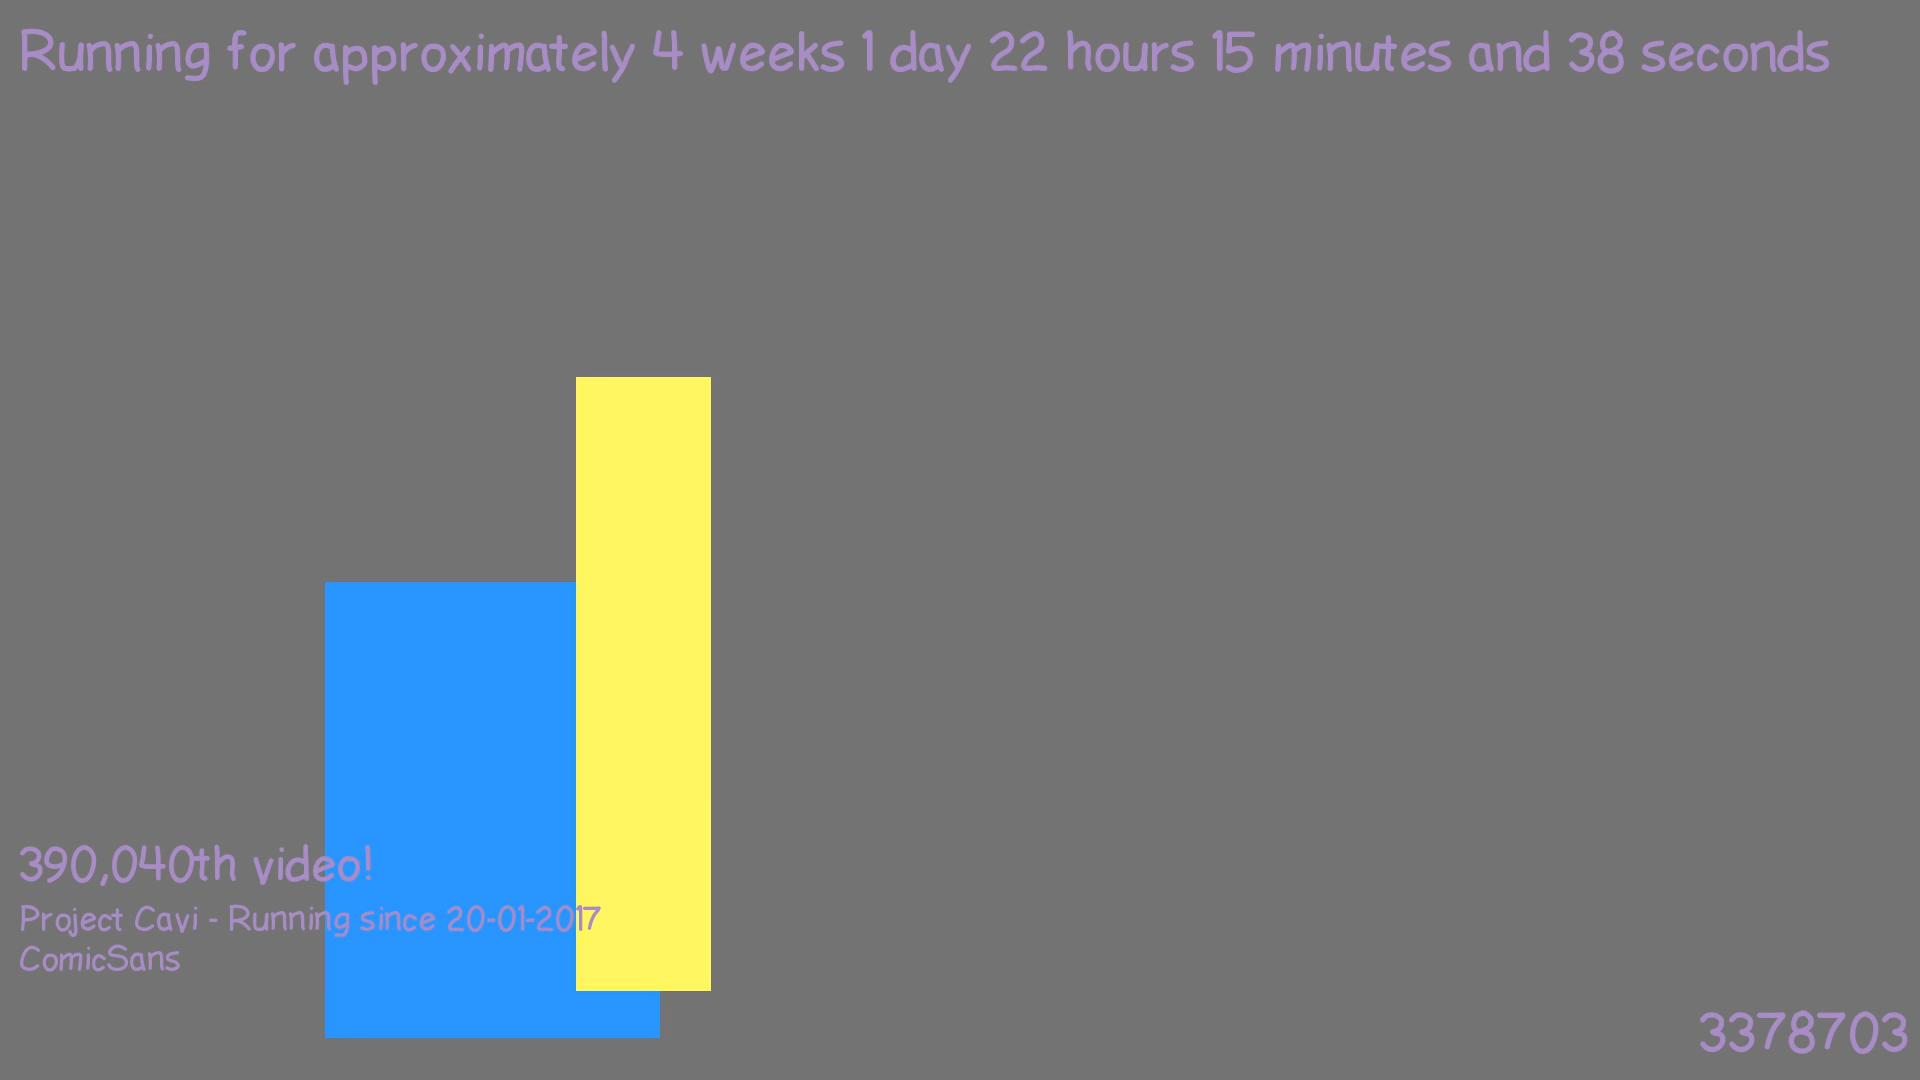 Running for approximately 4 weeks 1 day 22 hours 15 minutes and 38 seconds
390,040th video!
Project Cavi - Running since 20-01-2017
ComicSans
3378703